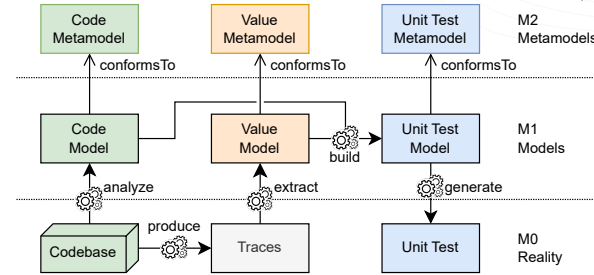 Code
Metamodel
Value
Metamodel
Unit Test
Metamodel
M2
Metamodels
conformsTo
conformsTo
conformsTo
Code
Model
Value
Model
build
Unit Test
Model
M1
Models
analyze
extract
generate
Codebase
produce
Traces
Unit Test
M0
Reality